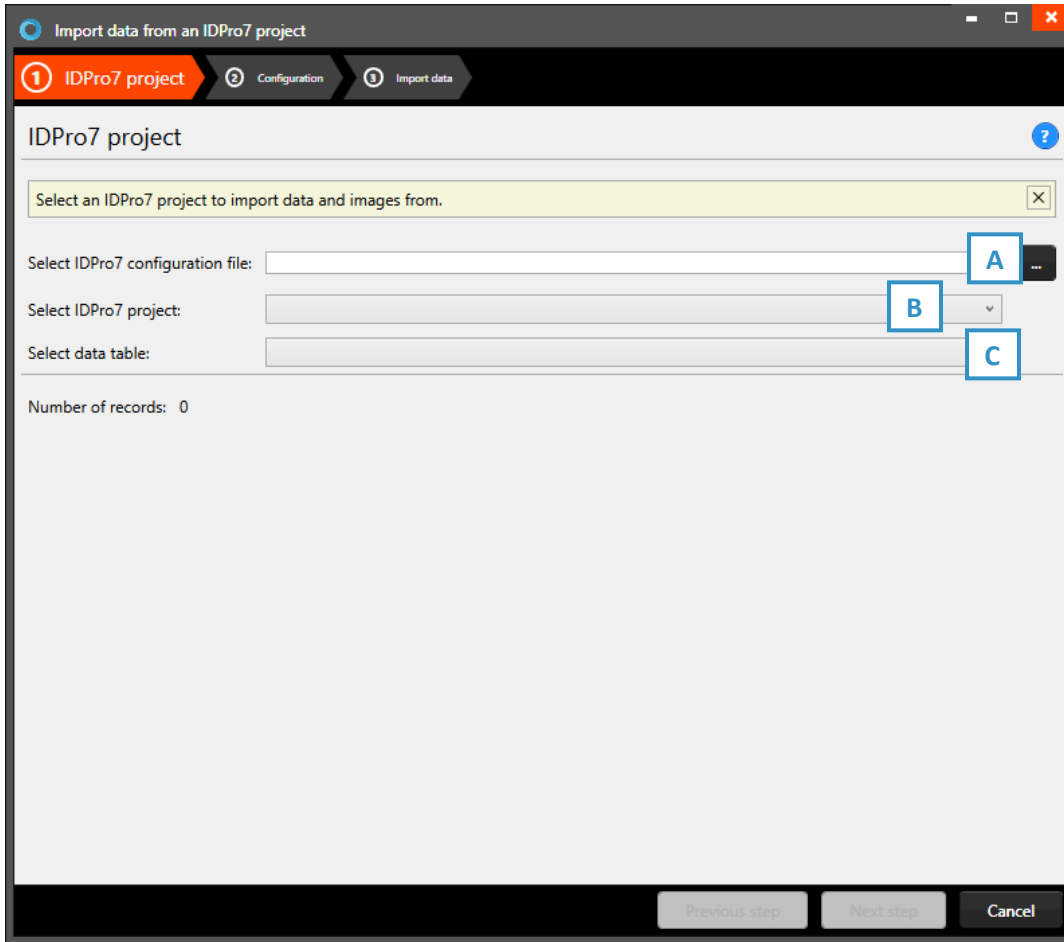 Import data from an IDPro7 project
1 IDPro7 project 2 Configuration 3 Import data
IDPro7 project ?
Select an IDPro7 project to import data and images from.
Select IDPro7 configuration file: A ...
Select IDPro7 project: B
Select data table: C
Number of records: 0
Previous step Next step Cancel